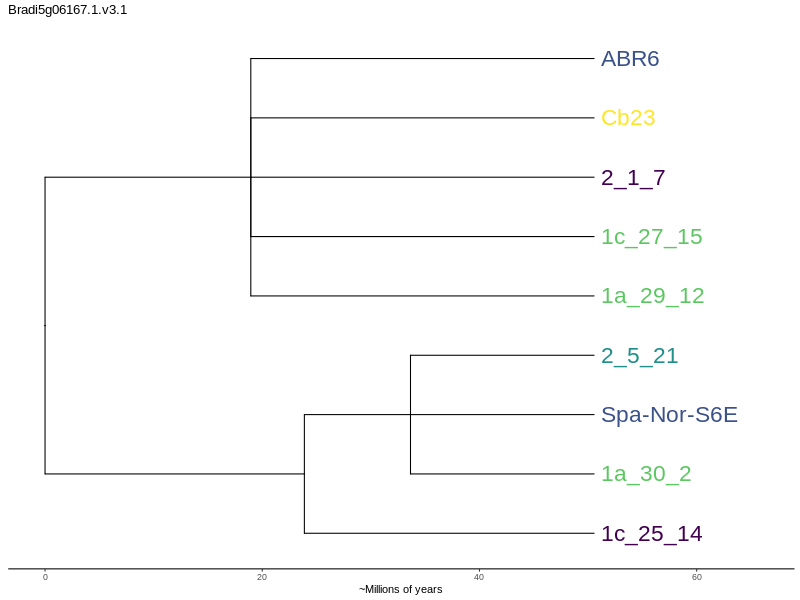 Bradi5g06167.1.v3.1
ABR6
Cb23
2_1_7
1c_27_15
1a_29_12
2_5_21
Spa-Nor-S6E
1a_30_2
1c_25_14
0 20 40 60
~Millions of years